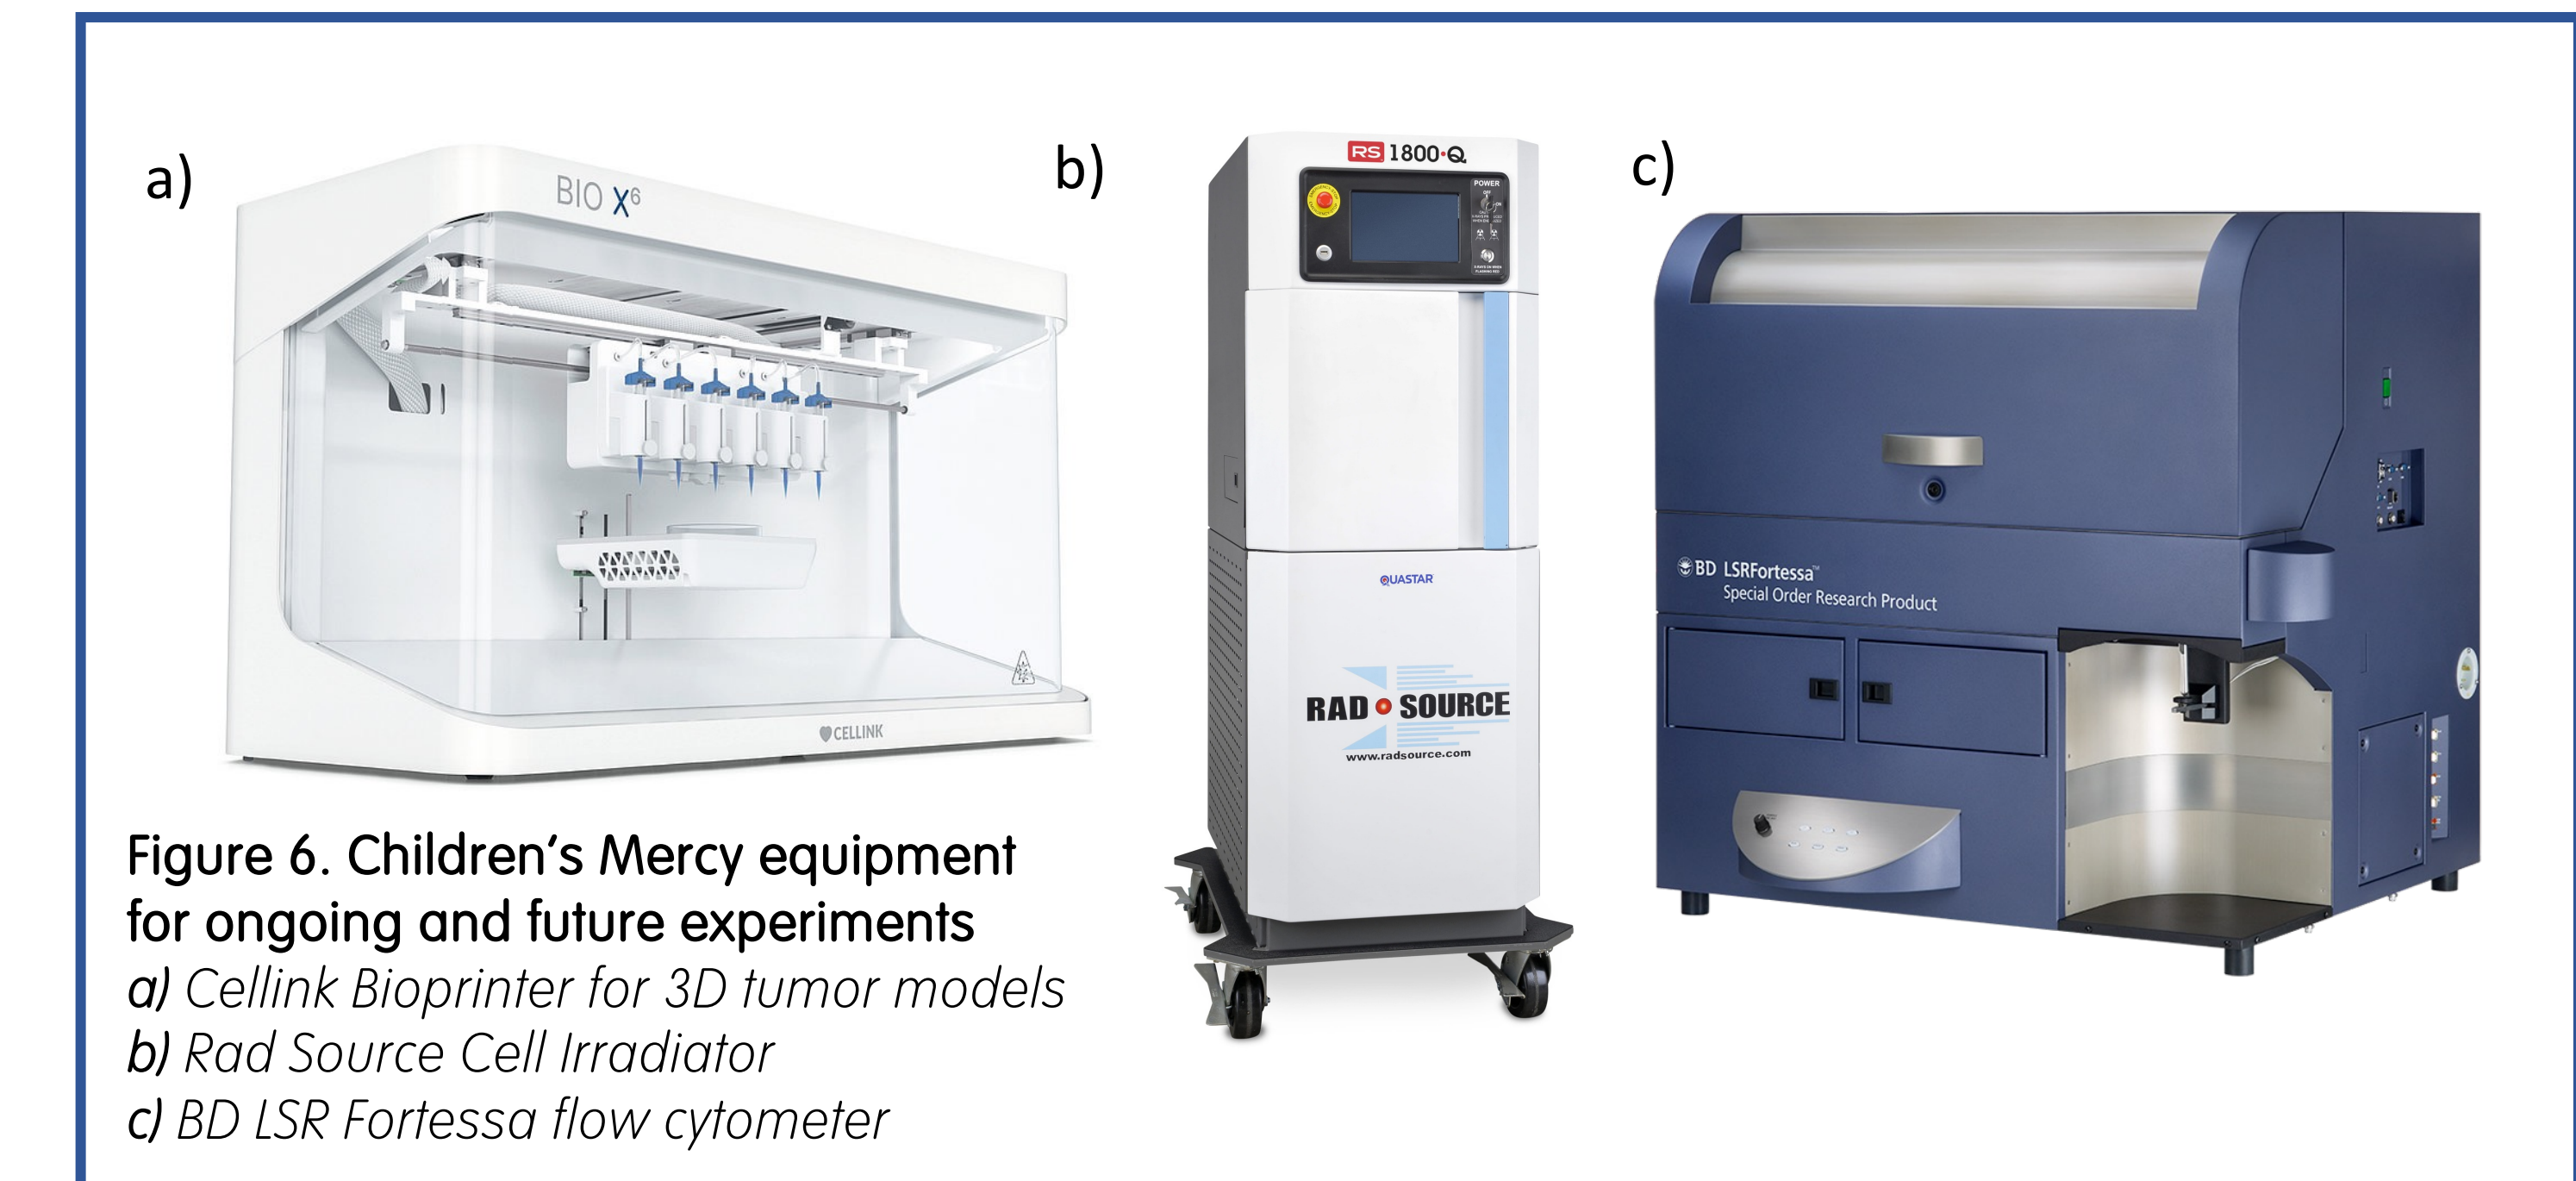 a)
BIO X6
CELLINK
b)
RS 1800•Q
POWER
QUASTAR
RAD SOURCE
www.radsource.com
c)
BD LSRFortessa™
Special Order Research Product
Figure 6. Children’s Mercy equipment
for ongoing and future experiments
a) Cellink Bioprinter for 3D tumor models
b) Rad Source Cell Irradiator
c) BD LSR Fortessa flow cytometer